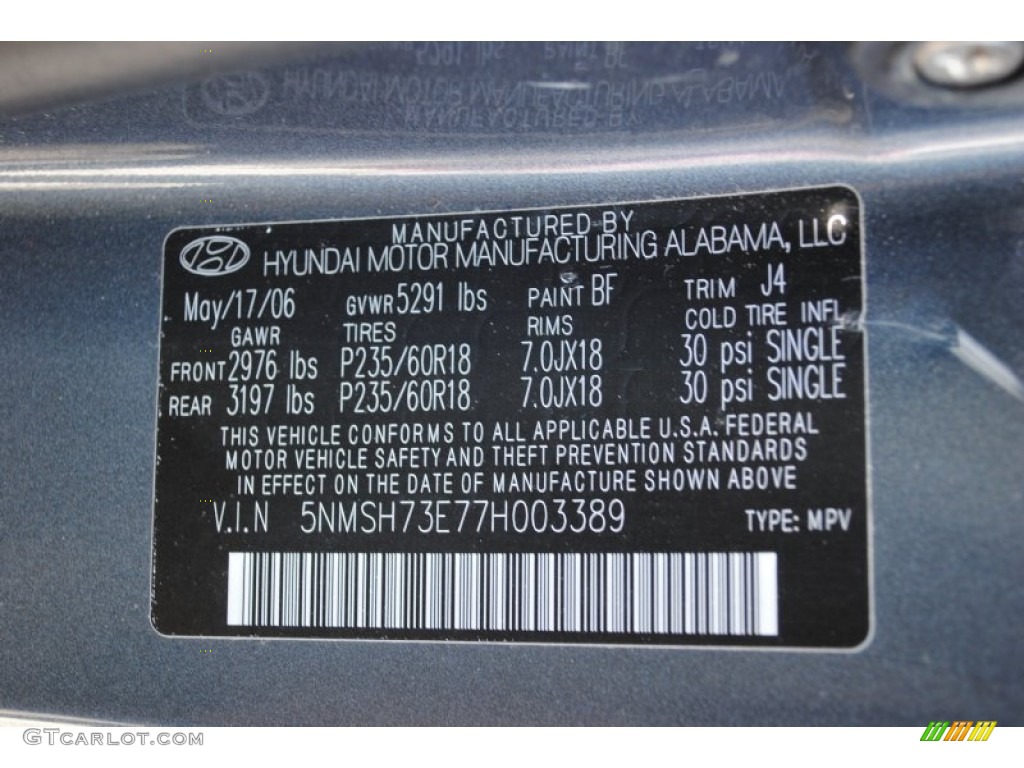 MANUFACTURED BY
HYUNDAI MOTOR MANUFACTURING ALABAMA, LLC
May/17/06 GVWR 5291 lbs PAINT BF TRIM J4
GAWR TIRES RIMS COLD TIRE INFL
FRONT 2976 lbs P235/60R18 7.0JX18 30 psi SINGLE
REAR 3197 lbs P235/60R18 7.0JX18 30 psi SINGLE
THIS VEHICLE CONFORMS TO ALL APPLICABLE U.S.A. FEDERAL
MOTOR VEHICLE SAFETY AND THEFT PREVENTION STANDARDS
IN EFFECT ON THE DATE OF MANUFACTURE SHOWN ABOVE
V.I.N 5NMSH73E77H003389 TYPE: MPV
GTCarLot.com